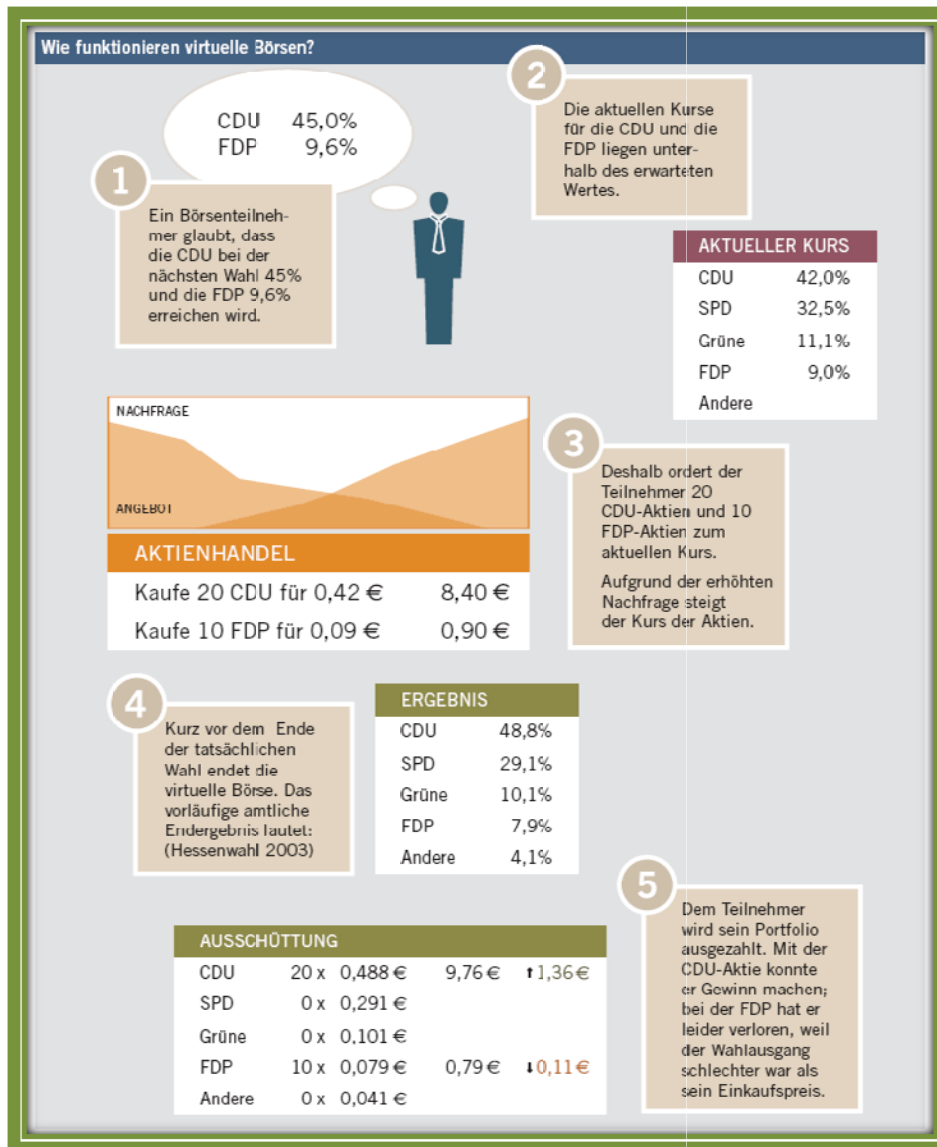 Wie funktionieren virtuelle Börsen?
CDU 45,0%
FDP 9,6%
1
Ein Börsenteilneh-
mer glaubt, dass
die CDU bei der
nächsten Wahl 45%
und die FDP 9,6%
erreichen wird.
2
Die aktuellen Kurse
für die CDU und die
FDP liegen unter-
halb des erwarteten
Wertes.
AKTUELLER KURS
CDU 42,0%
SPD 32,5%
Grüne 11,1%
FDP 9,0%
Andere
NACHFRAGE
ANGEBOT
AKTIENHANDEL
Kaufe 20 CDU für 0,42 € 8,40 €
Kaufe 10 FDP für 0,09 € 0,90 €
3
Deshalb ordert der
Teilnehmer 20
CDU-Aktien und 10
FDP-Aktien zum
aktuellen Kurs.
Aufgrund der erhöhten
Nachfrage steigt
der Kurs der Aktien.
4
Kurz vor dem Ende
der tatsächlichen
Wahl endet die
virtuelle Börse. Das
vorläufige amtliche
Endergebnis lautet:
(Hessenwahl 2003)
ERGEBNIS
CDU 48,8%
SPD 29,1%
Grüne 10,1%
FDP 7,9%
Andere 4,1%
AUSSCHÜTTUNG
CDU 20 x 0,488 € 9,76 € ↑1,36 €
SPD 0 x 0,291 €
Grüne 0 x 0,101 €
FDP 10 x 0,079 € 0,79 € ↓0,11 €
Andere 0 x 0,041 €
5
Dem Teilnehmer
wird sein Portfolio
ausgezahlt. Mit der
CDU-Aktie konnte
er Gewinn machen;
bei der FDP hat er
leider verloren, weil
der Wahlausgang
schlechter war als
sein Einkaufspreis.